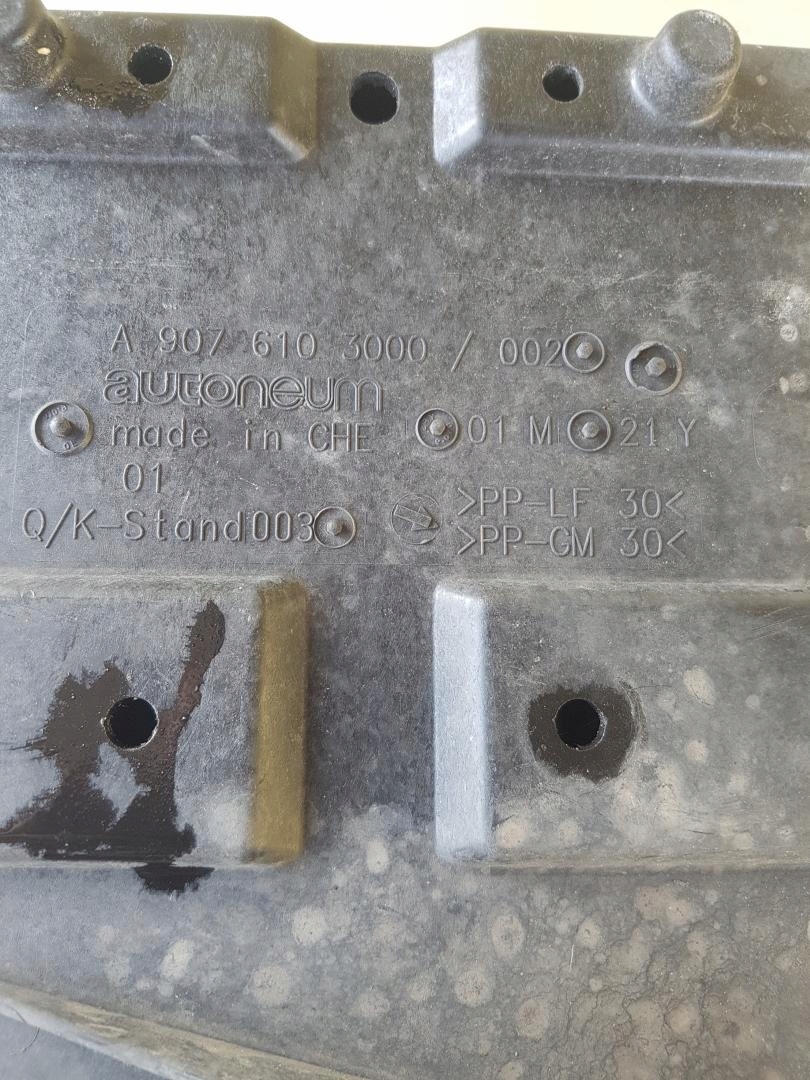 A 907 610 3000 / 002
autoneum
made in CHE 01 M 21 Y
01
Q/K-Stand003
>PP-LF 30<
>PP-GM 30<